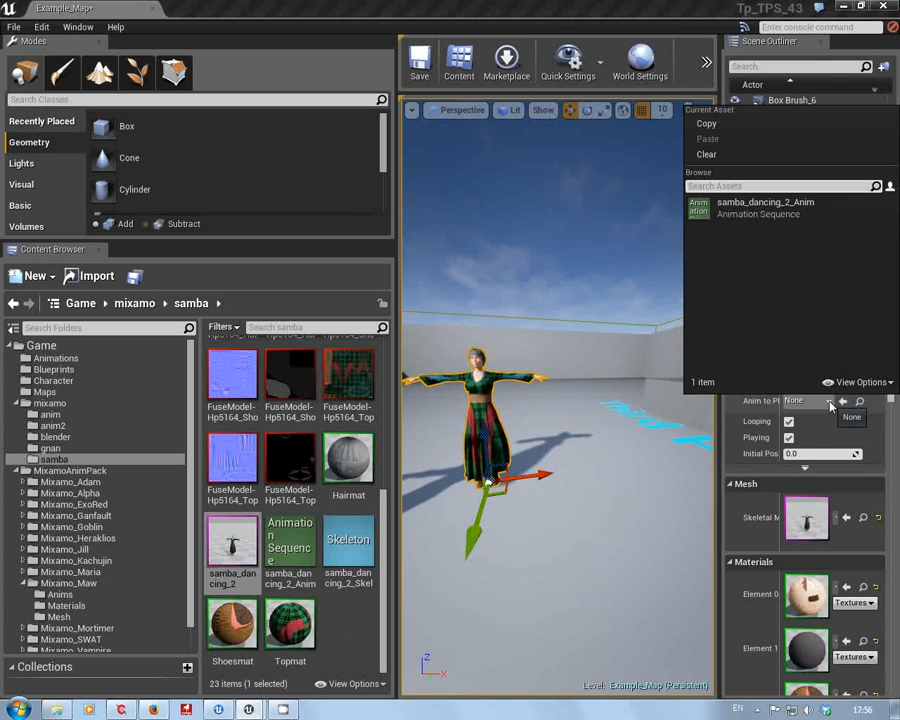 Example_Map*
Tp_TPS_43
File Edit Window Help
Enter console command
Modes
Search Classes
Recently Placed
Geometry
Lights
Visual
Basic
Volumes
Box
Cone
Cylinder
Add Subtract
Save Content Marketplace Quick Settings World Settings
Scene Outliner
Search...
Actor
Box Brush_6
Perspective Lit Show 10
Current Asset
Copy
Paste
Clear
Browse
Search Assets
Animation
samba_dancing_2_Anim
Animation Sequence
1 item View Options
Content Browser
New Import
Game mixamo samba
Search Folders
Filters Search samba
Game
Animations
Blueprints
Character
Maps
mixamo
anim
anim2
blender
gnan
samba
MixamoAnimPack
Mixamo_Adam
Mixamo_Alpha
Mixamo_ExoRed
Mixamo_Ganfault
Mixamo_Goblin
Mixamo_Heraklios
Mixamo_Jill
Mixamo_Kachujin
Mixamo_Maria
Mixamo_Maw
Anims
Materials
Mesh
Mixamo_Mortimer
Mixamo_SWAT
Mixamo_Vampire
Collections
FuseModel-Hp5164_Sho
FuseModel-Hp5164_Sho
FuseModel-Hp5164_Top
FuseModel-Hp5164_Top
FuseModel-Hp5164_Top
Hairmat
Animation Sequence
Skeleton
samba_dancing_2
samba_dancing_2_Anim
samba_dancing_2_Skel
Shoesmat
Topmat
23 items (1 selected) View Options
Anim to Pl None
None
Looping
Playing
Initial Pos 0.0
Mesh
Skeletal M
Materials
Element 0
Textures
Element 1
Textures
Z
X
Level: Example_Map (Persistent)
EN 17:56